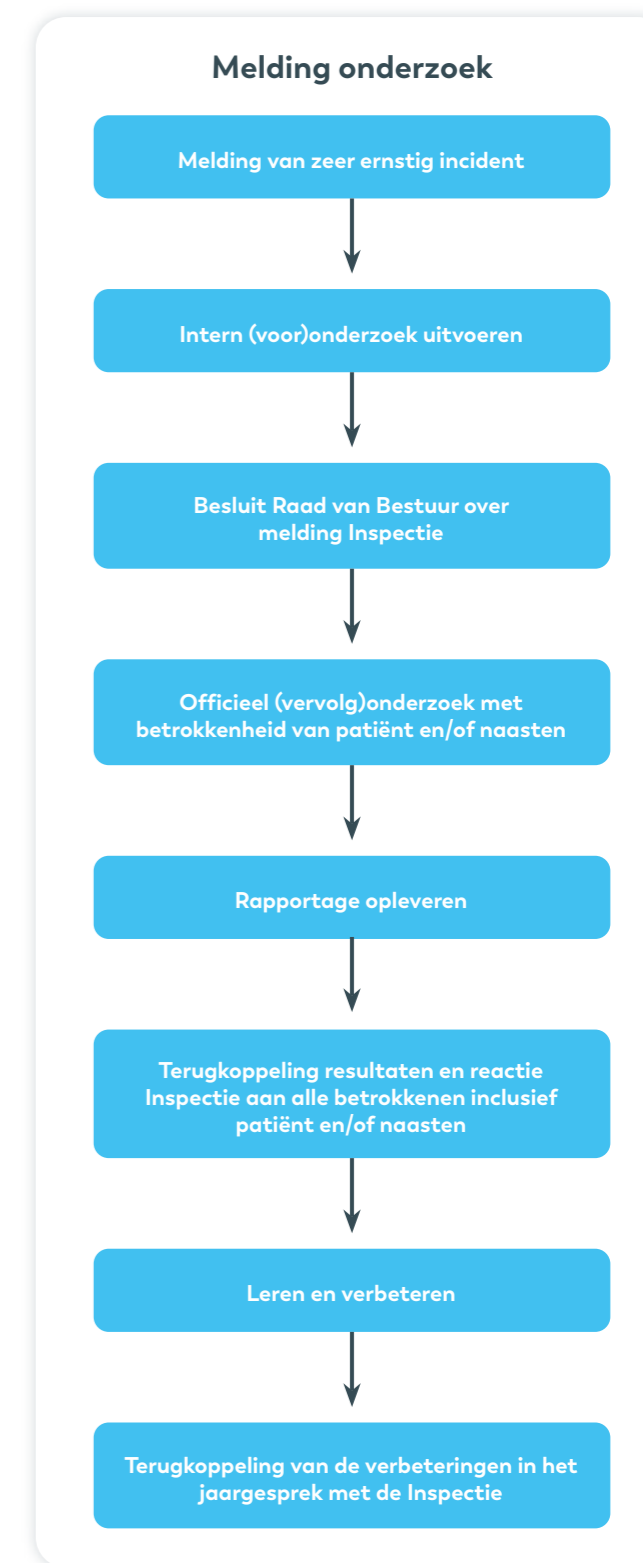 Melding onderzoek
Melding van zeer ernstig incident
Intern (voor)onderzoek uitvoeren
Besluit Raad van Bestuur over
melding Inspectie
Officieel (vervolg)onderzoek met
betrokkenheid van patiënt en/of naasten
Rapportage opleveren
Terugkoppeling resultaten en reactie
Inspectie aan alle betrokkenen inclusief
patiënt en/of naasten
Leren en verbeteren
Terugkoppeling van de verbeteringen in het
jaargesprek met de Inspectie